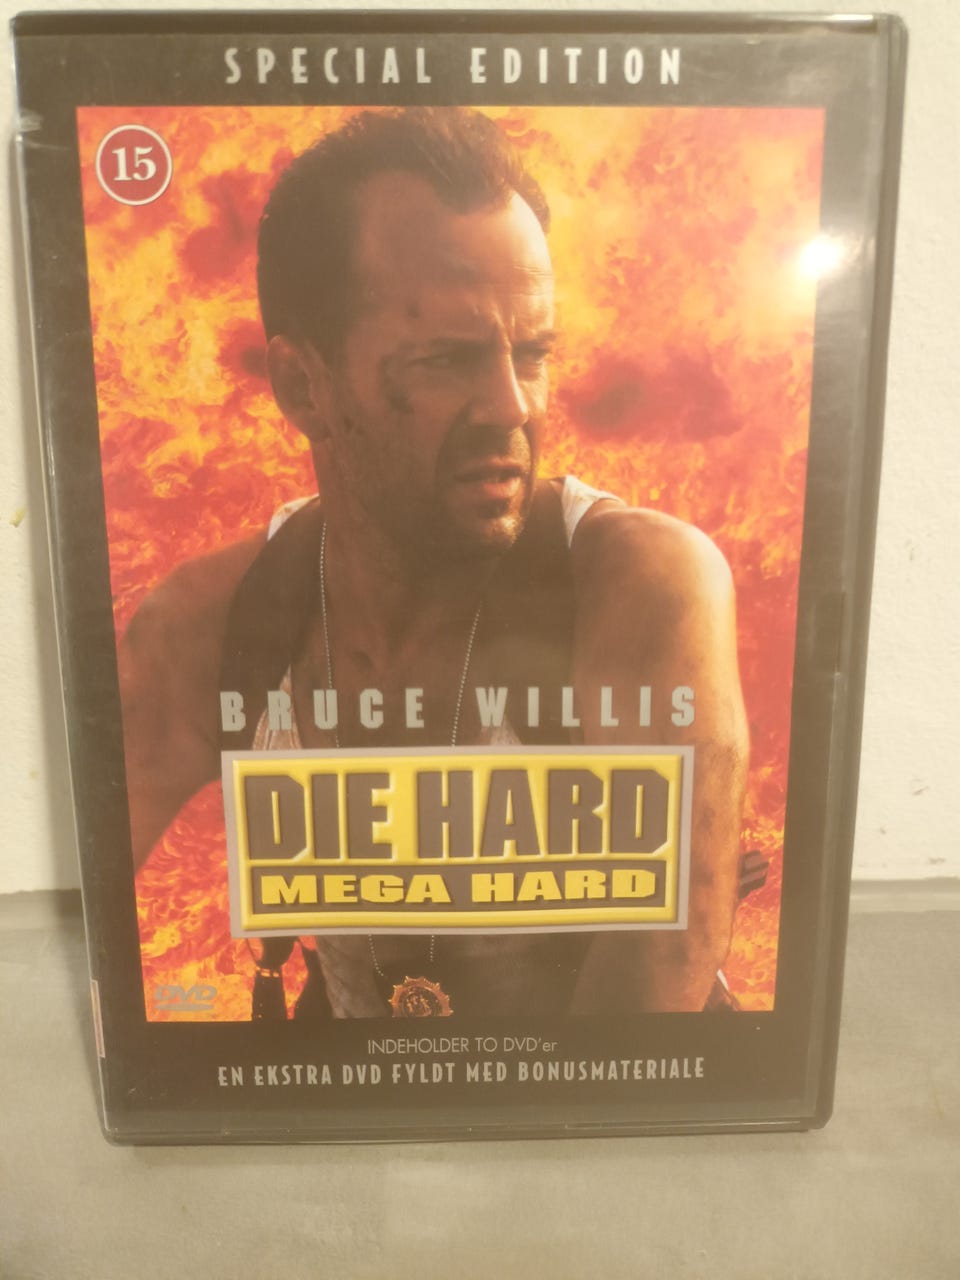 SPECIAL EDITION
15
BRUCE WILLIS
DIE HARD
MEGA HARD
DVD
INDEHOLDER TO DVD'er
EN EKSTRA DVD FYLDT MED BONUSMATERIALE